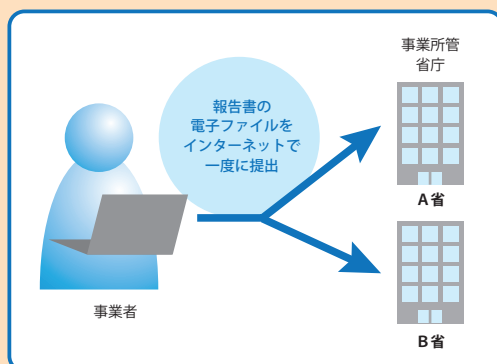 事業所管
省庁
報告書の
電子ファイルを
インターネットで
一度に提出
A省
事業者
B省